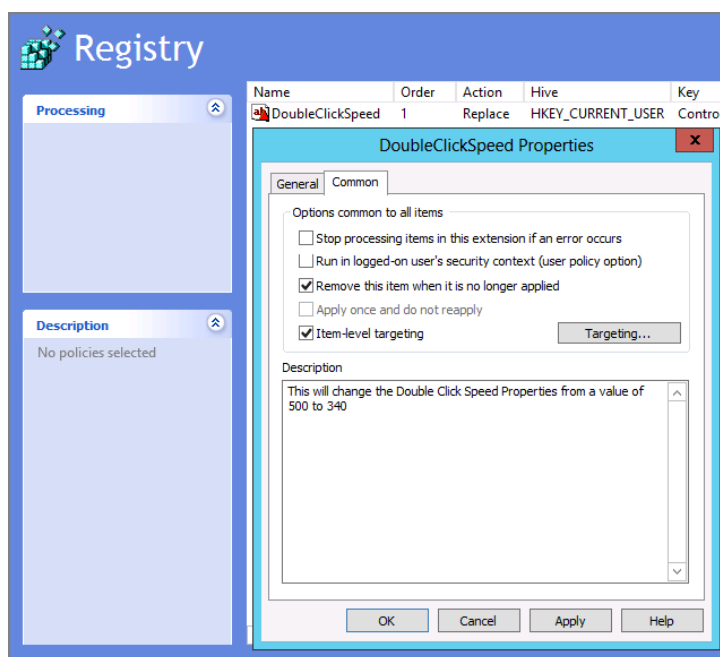 Registry
Processing
Description
No policies selected
Name Order Action Hive Key
DoubleClickSpeed 1 Replace HKEY_CURRENT_USER Contro
DoubleClickSpeed Properties
x
General Common
Options common to all items
Stop processing items in this extension if an error occurs
Run in logged-on user's security context (user policy option)
Remove this item when it is no longer applied
Apply once and do not reapply
Item-level targeting Targeting...
Description
This will change the Double Click Speed Properties from a value of
500 to 340
OK Cancel Apply Help